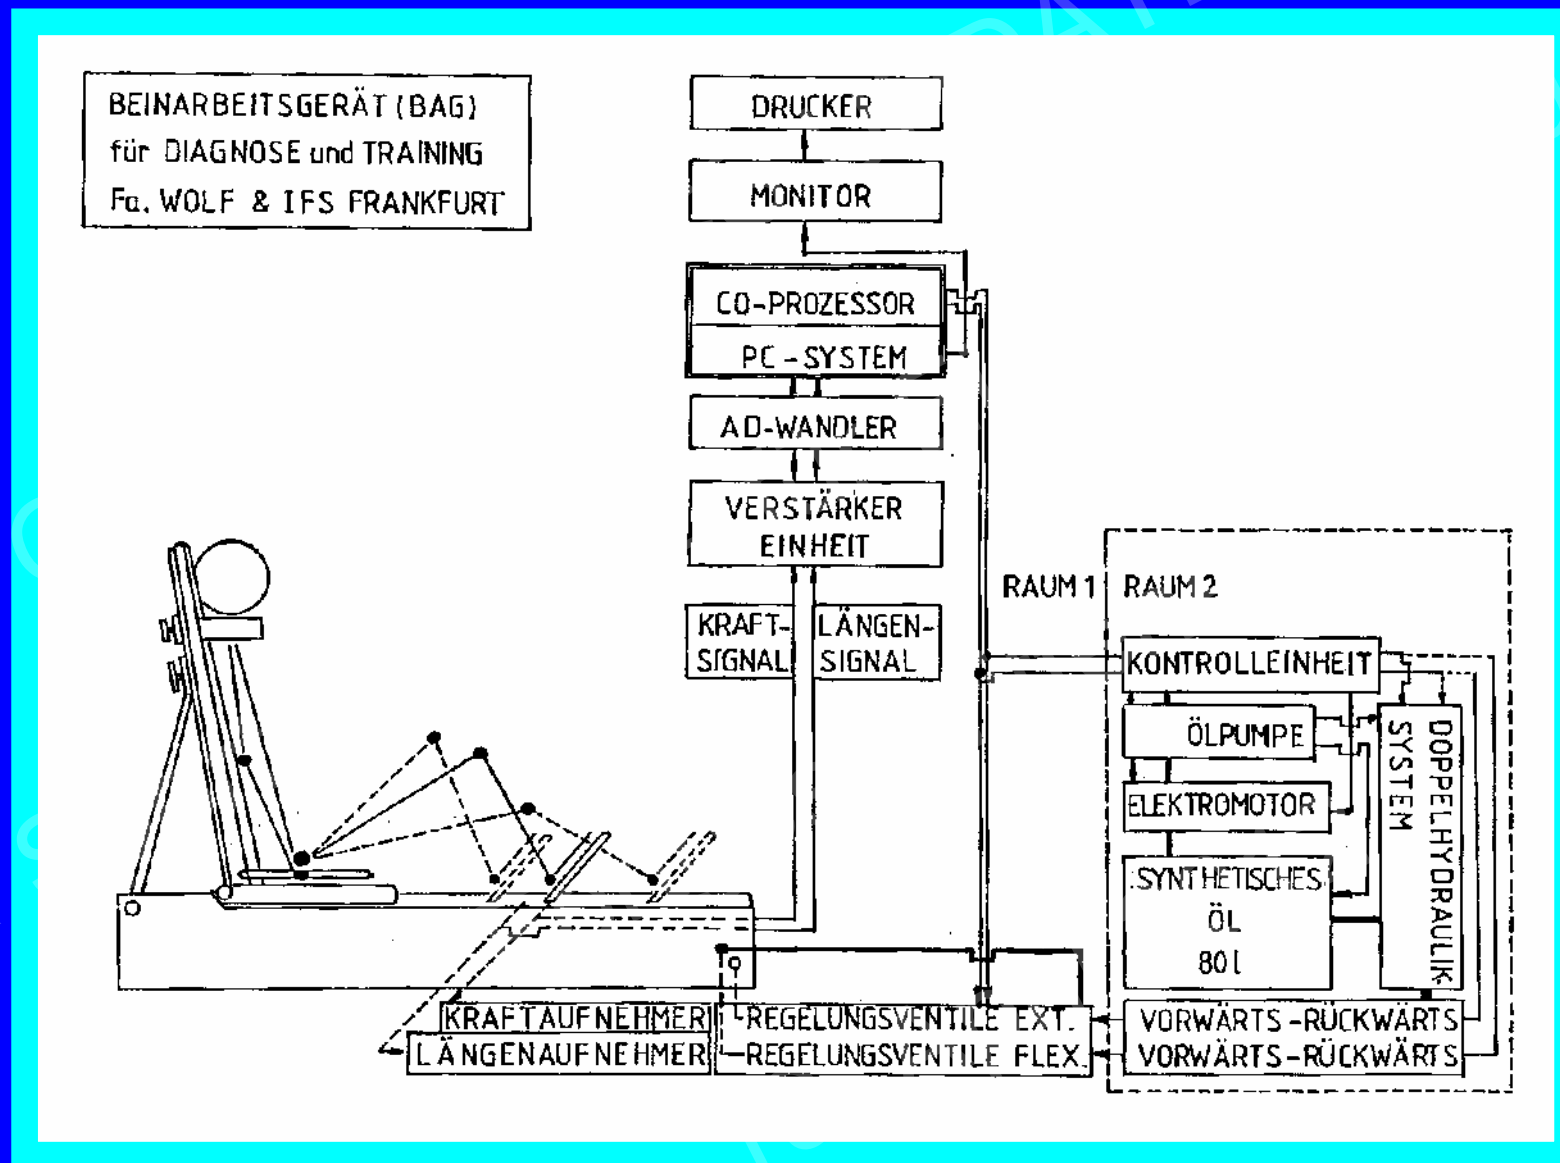 BEINARBEITSGERÄT (BAG)
für DIAGNOSE und TRAINING
Fa. WOLF & IFS FRANKFURT
DRUCKER
MONITOR
CO-PROZESSOR
PC-SYSTEM
AD-WANDLER
VERSTÄRKER
EINHEIT
KRAFT-
SIGNAL
LÄNGEN-
SIGNAL
RAUM 1
RAUM 2
KONTROLLEINHEIT
ÖLPUMPE
ELEKTROMOTOR
SYNTHETISCHES
ÖL
80 l
DOPPELHYDRAULIK
SYSTEM
KRAFTAUFNEHMER
LÄNGENAUFNEHMER
REGELUNGSVENTILE EXT.
REGELUNGSVENTILE FLEX.
VORWÄRTS-RÜCKWÄRTS
VORWÄRTS-RÜCKWÄRTS